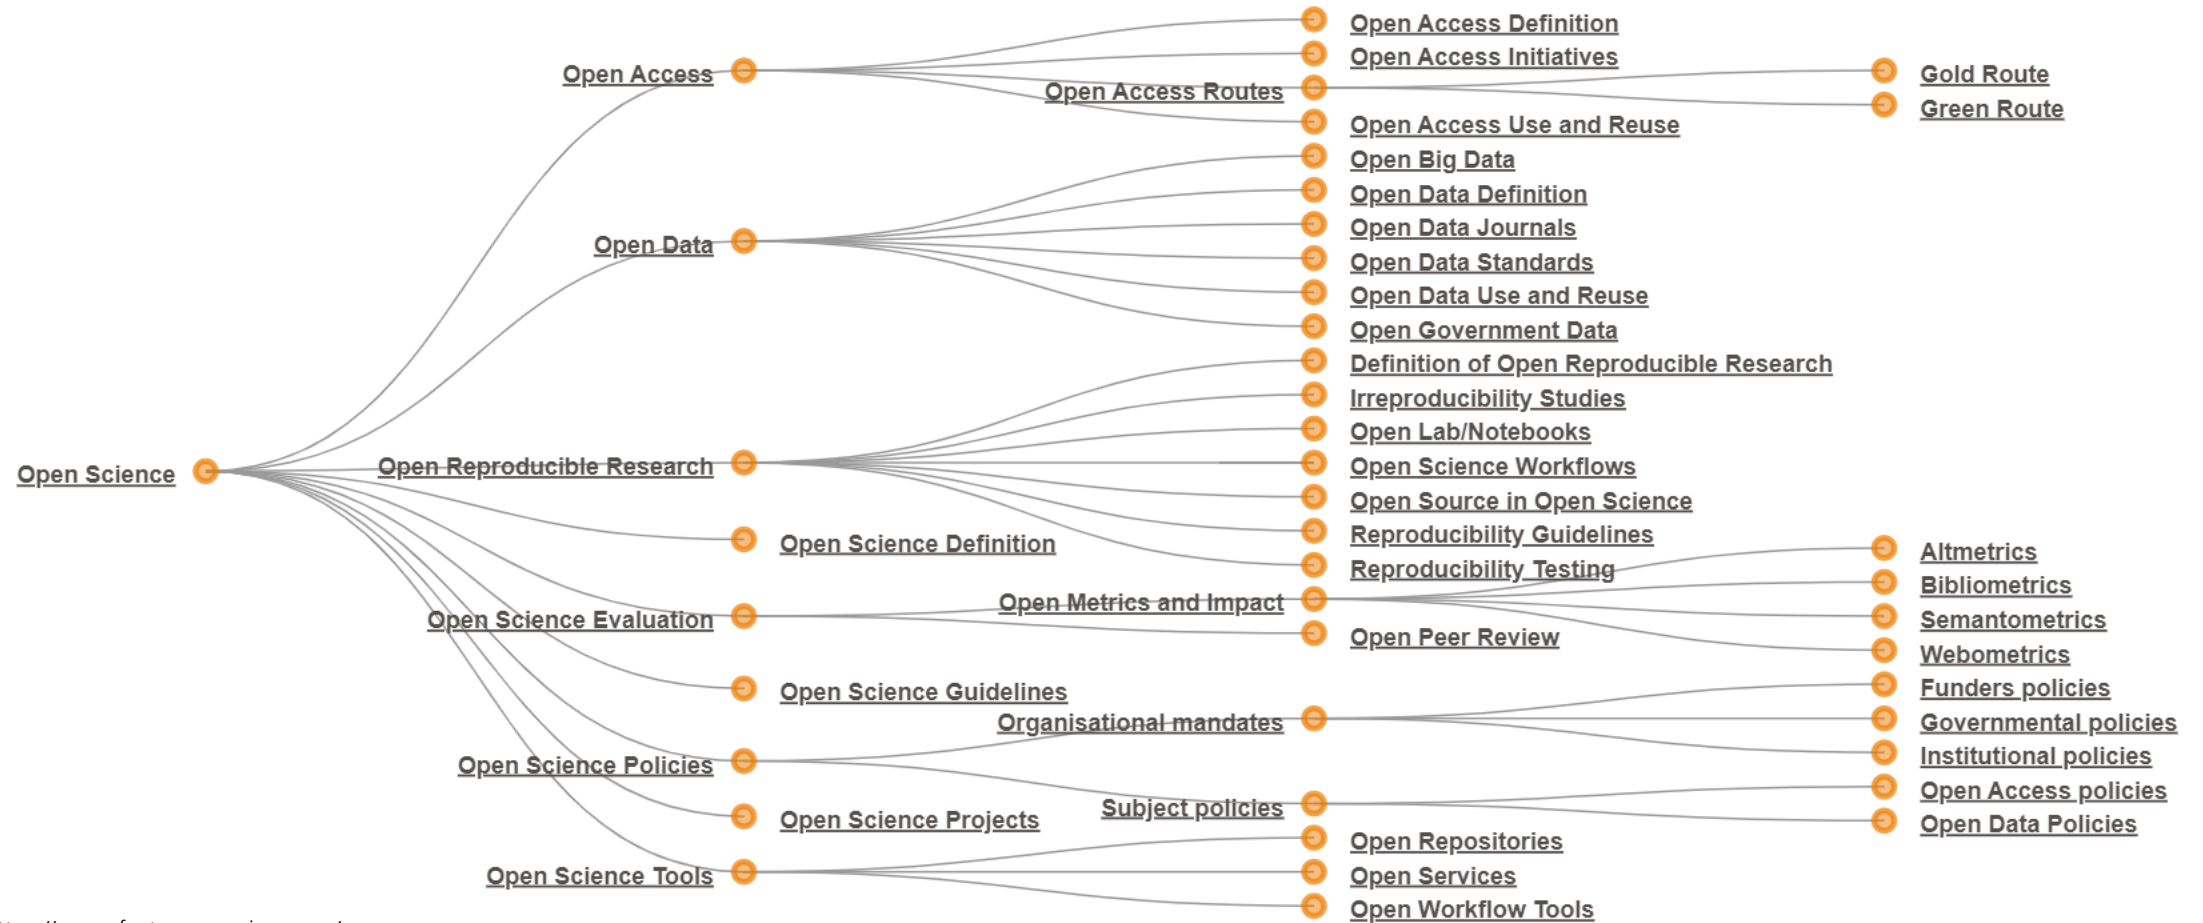 Open Science
Open Access
Open Access Definition
Open Access Initiatives
Open Access Routes
Gold Route
Green Route
Open Access Use and Reuse
Open Data
Open Big Data
Open Data Definition
Open Data Journals
Open Data Standards
Open Data Use and Reuse
Open Government Data
Open Reproducible Research
Definition of Open Reproducible Research
Irreproducibility Studies
Open Lab/Notebooks
Open Science Workflows
Open Source in Open Science
Reproducibility Guidelines
Reproducibility Testing
Open Science Definition
Open Science Evaluation
Open Metrics and Impact
Altmetrics
Bibliometrics
Semantometrics
Webometrics
Open Peer Review
Open Science Guidelines
Open Science Policies
Organisational mandates
Funders policies
Governmental policies
Institutional policies
Subject policies
Open Access policies
Open Data Policies
Open Science Projects
Open Science Tools
Open Repositories
Open Services
Open Workflow Tools